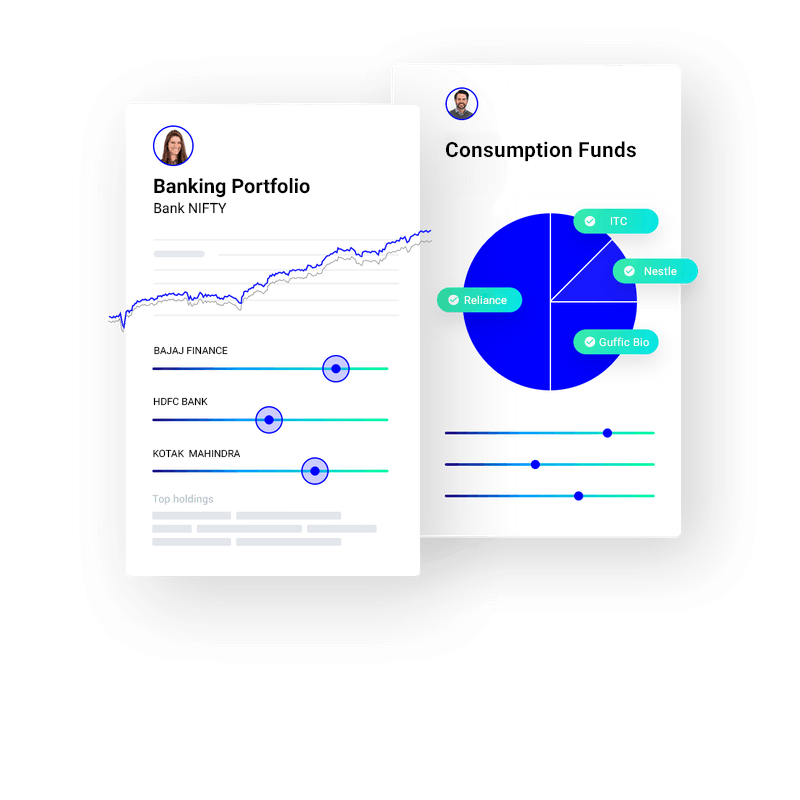 Banking Portfolio
Bank NIFTY
BAJAJ FINANCE
HDFC BANK
KOTAK MAHINDRA
Top holdings
Consumption Funds
ITC
Nestle
Reliance
Guffic Bio